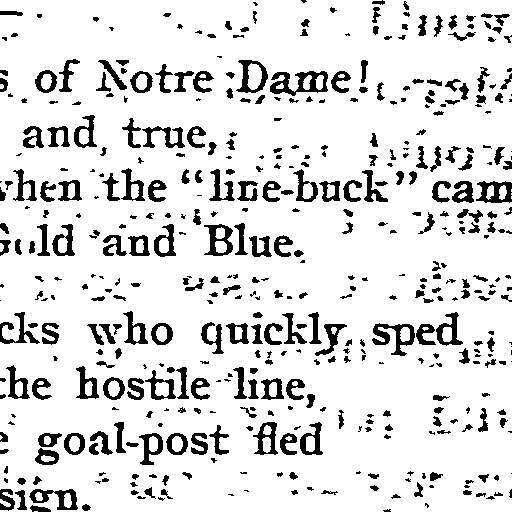 s of Notre Dame!
and true,
when the "line-buck" cam
Gold and Blue.
cks who quickly sped
the hostile line,
e goal-post fled
sign.